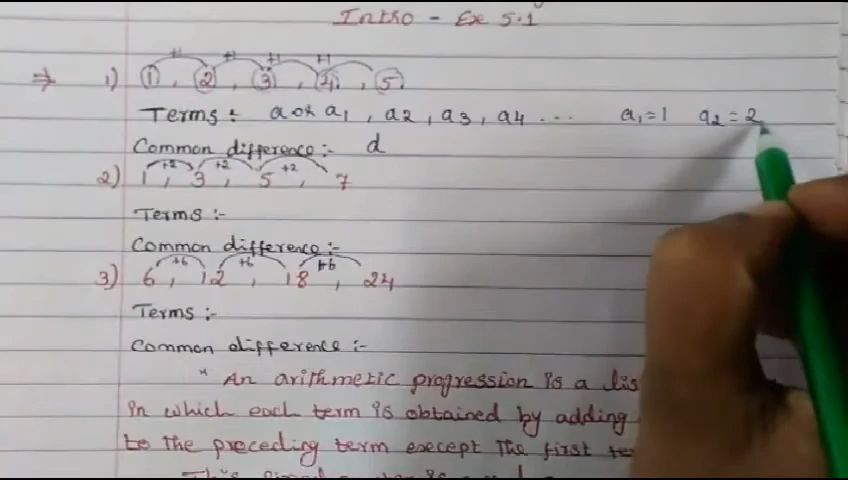 Intro - Ex 5.1
⇒ 1) 1, 2, 3, 4, 5
+1 +1 +1 +1
Terms :- a or a1, a2, a3, a4 ... a1=1 a2=2
Common difference :- d
2) 1, 3, 5, 7
+2 +2 +2
Terms :-
Common difference :-
3) 6, 12, 18, 24
+6 +6 +6
Terms :-
Common difference :-
* An arithmetic progression is a lis
in which each term is obtained by adding
to the preceding term execept the first te